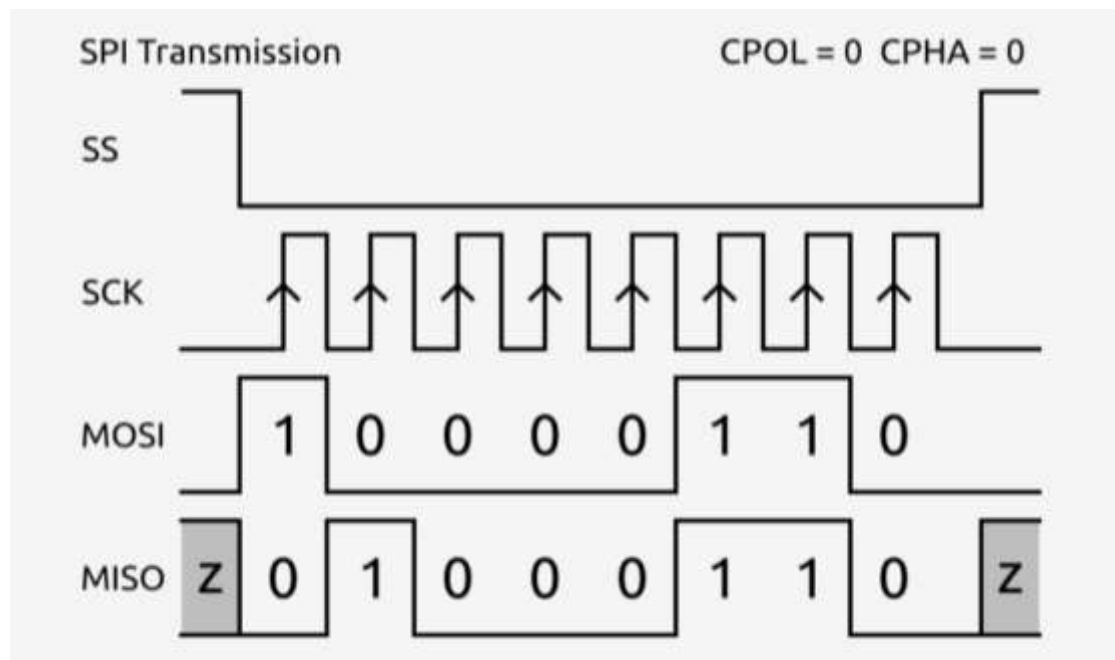 SPI Transmission CPOL = 0 CPHA = 0
SS
SCK
MOSI 1 0 0 0 0 1 1 0
MISO Z 0 1 0 0 0 1 1 0 Z